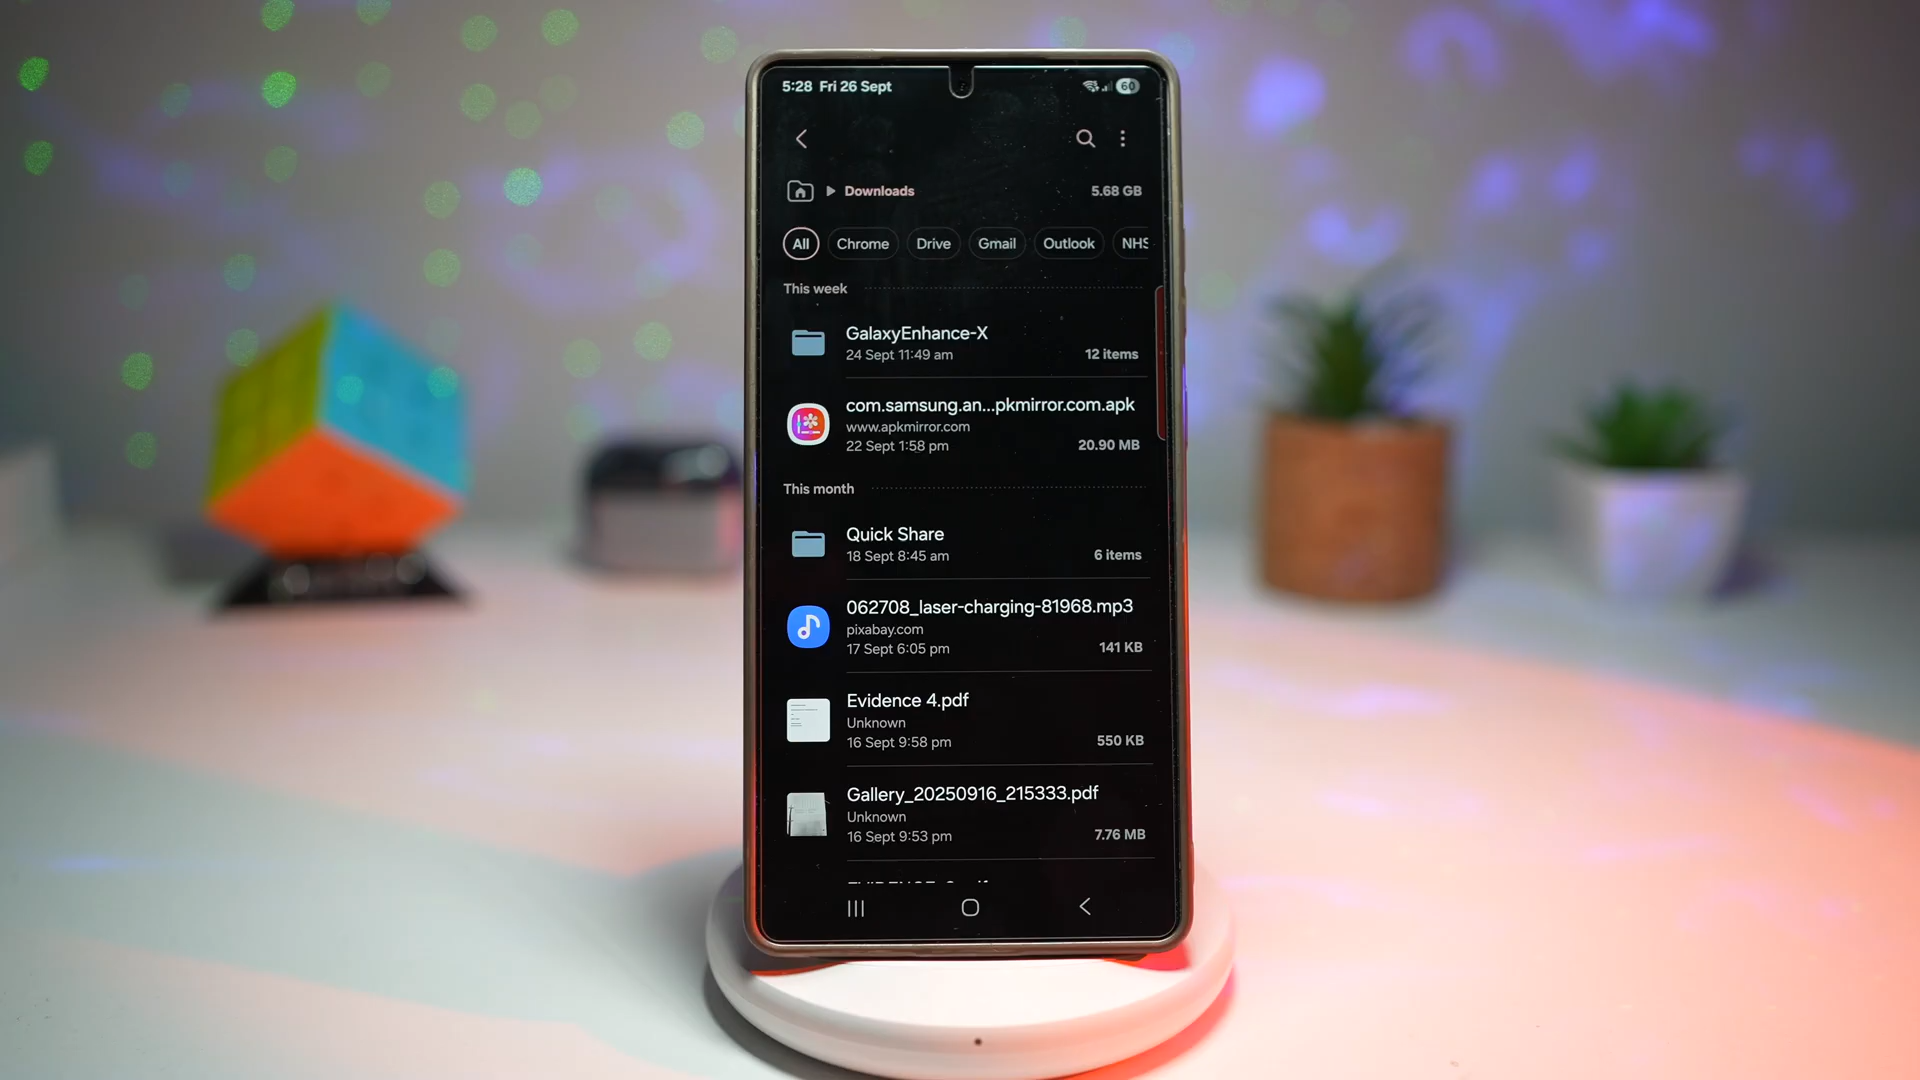 5:28 Fri 26 Sept 60
Downloads 5.68 GB
All Chrome Drive Gmail Outlook NHS
This week
GalaxyEnhance-X
24 Sept 11:49 am 12 items
com.samsung.an...pkmirror.com.apk
www.apkmirror.com
22 Sept 1:58 pm 20.90 MB
This month
Quick Share
18 Sept 8:45 am 6 items
062708_laser-charging-81968.mp3
pixabay.com
17 Sept 6:05 pm 141 KB
Evidence 4.pdf
Unknown
16 Sept 9:58 pm 550 KB
Gallery_20250916_215333.pdf
Unknown
16 Sept 9:53 pm 7.76 MB